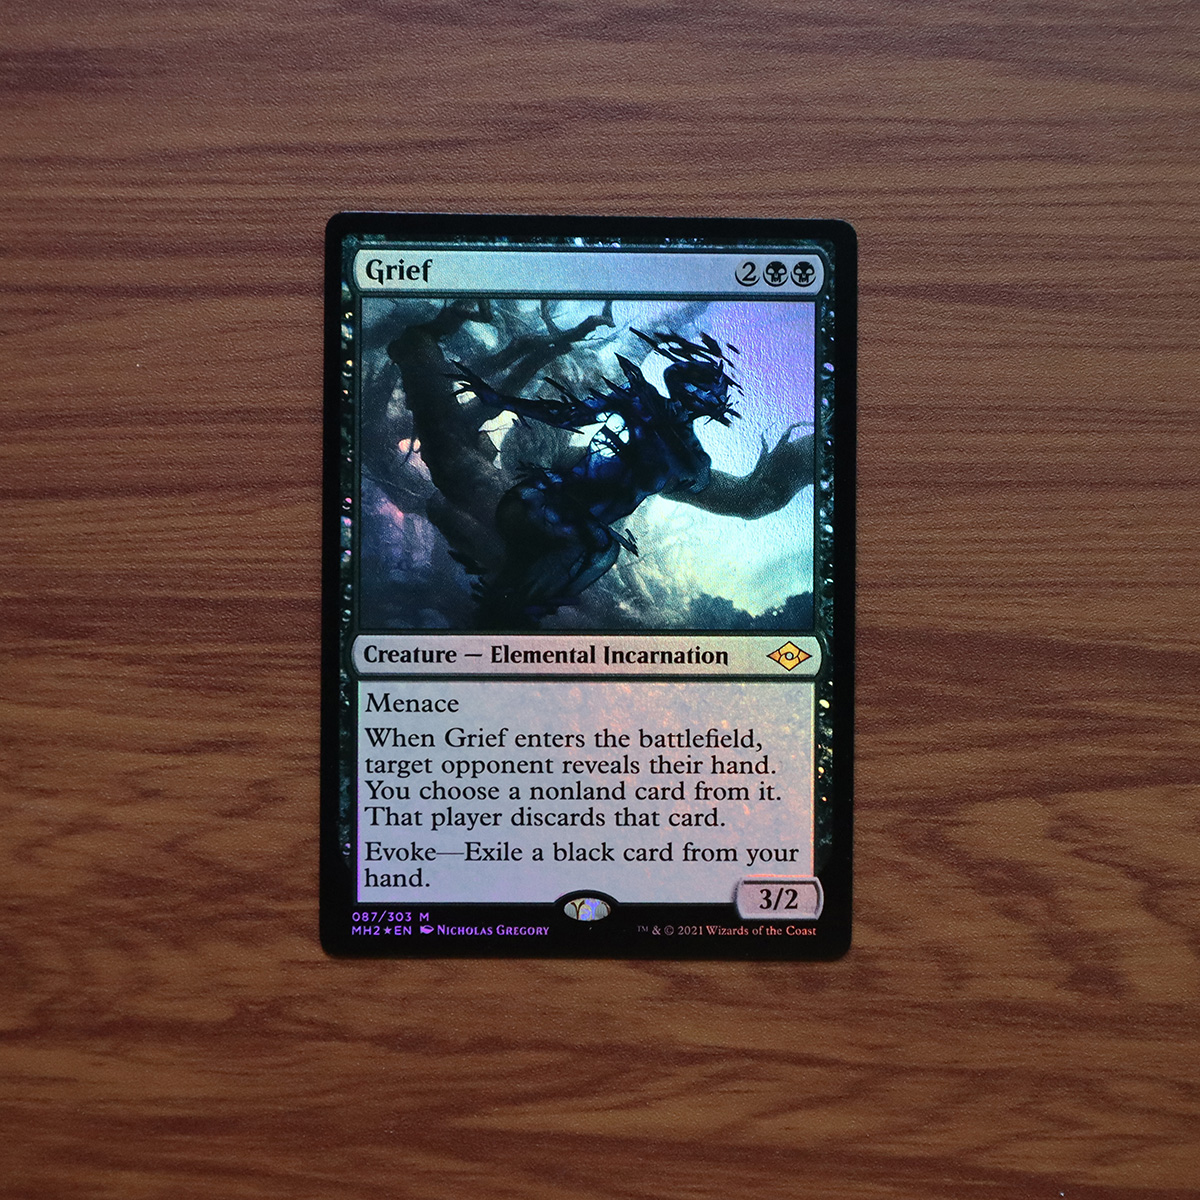 Grief 2
Creature — Elemental Incarnation
Menace
When Grief enters the battlefield,
target opponent reveals their hand.
You choose a nonland card from it.
That player discards that card.
Evoke—Exile a black card from your
hand.
3/2
087/303 M
MH2★EN Nicholas Gregory ™ & © 2021 Wizards of the Coast